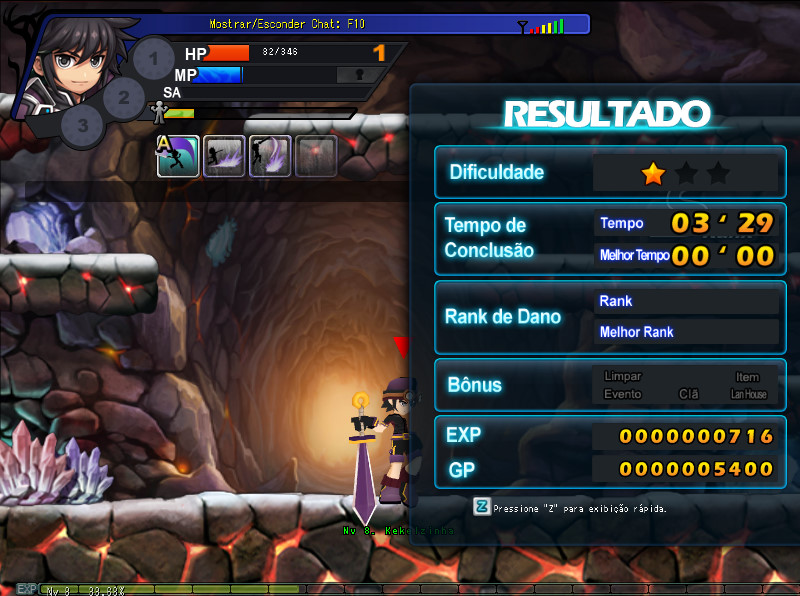 Mostrar/Esconder Chat: F10
HP 82/346 1
MP
SA
1
2
3
A
RESULTADO
Dificuldade
Tempo de Conclusão
Tempo 03 ' 29
Melhor Tempo 00 ' 00
Rank de Dano
Rank
Melhor Rank
Bônus
Limpar Evento
Clã
Item Lan House
EXP 0000000716
GP 0000005400
Z Pressione "Z" para exibição rápida.
Nv 8.
EXP